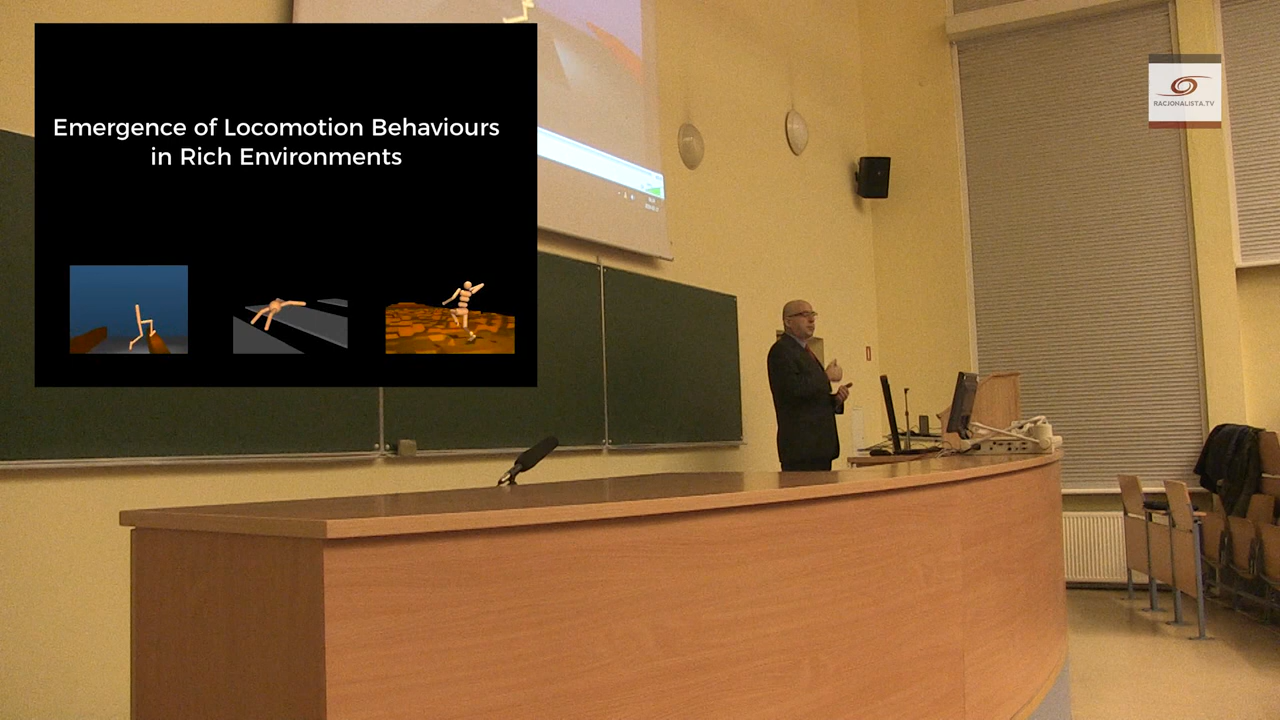 Emergence of Locomotion Behaviours
in Rich Environments
RACJONALISTA.TV